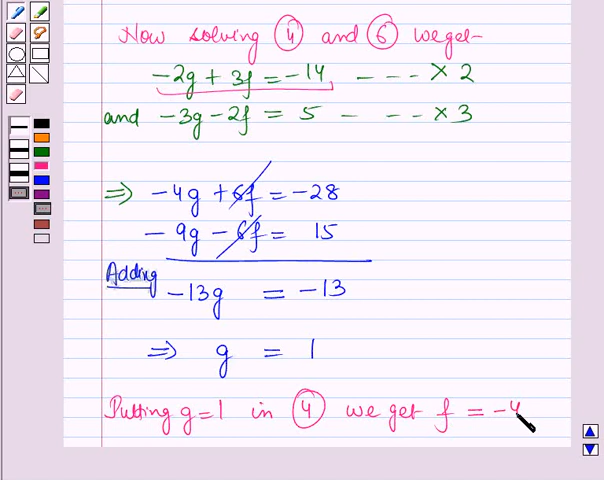 Now solving ④ and ⑥ we get-
-2g + 3f = -14 - --- × 2
and -3g - 2f = 5 - --- × 3
⇒ -4g + 6f = -28
- 9g - 6f = 15
Adding
-13g = -13
⇒ g = 1
Putting g=1 in ④ we get f = -4